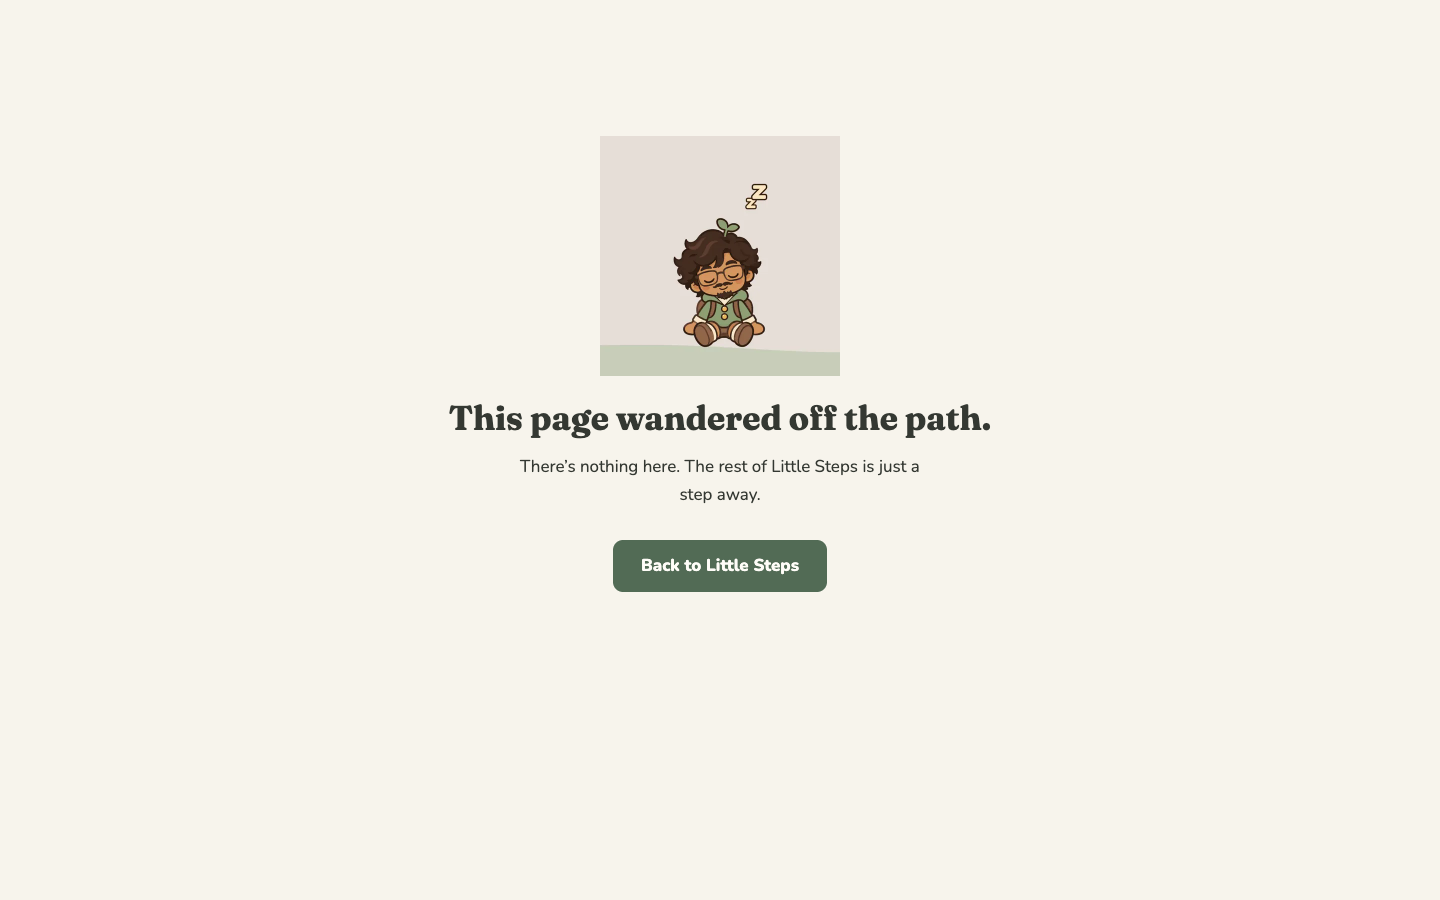 Z
z
This page wandered off the path.
There’s nothing here. The rest of Little Steps is just a
step away.
Back to Little Steps